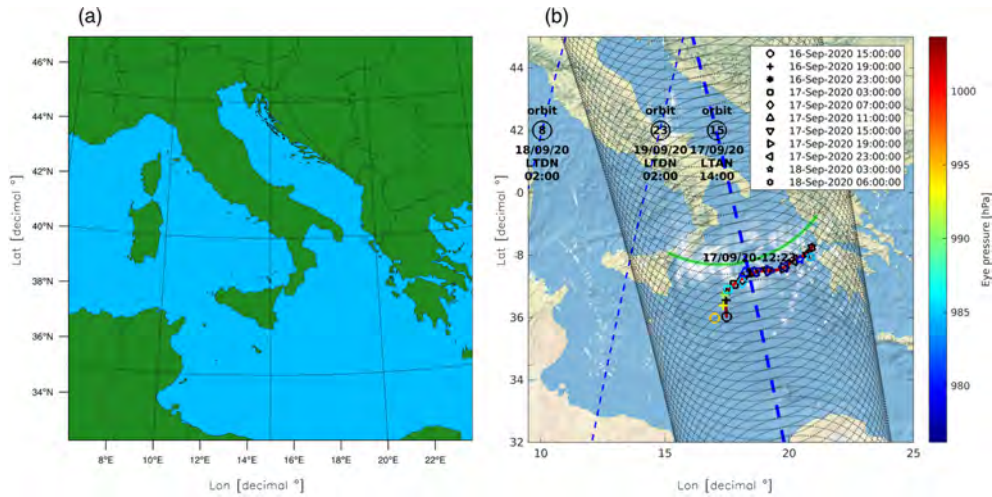 (a)
(b)
46°N
44°N
42°N
40°N
38°N
36°N
34°N
8°E
10°E
12°E
14°E
16°E
18°E
20°E
22°E
Lat [decimal °]
Lon [decimal °]
44
42
0
38
36
34
32
10
15
20
25
Lat [decimal °]
Lon [decimal °]
orbit
8
18/09/20
LTDN
02:00
orbit
23
19/09/20
LTDN
02:00
orbit
15
17/09/20
LTAN
14:00
17/09/20-12:23
16-Sep-2020 15:00:00
16-Sep-2020 19:00:00
16-Sep-2020 23:00:00
17-Sep-2020 03:00:00
17-Sep-2020 07:00:00
17-Sep-2020 11:00:00
17-Sep-2020 15:00:00
17-Sep-2020 19:00:00
17-Sep-2020 23:00:00
18-Sep-2020 03:00:00
18-Sep-2020 06:00:00
1000
995
990
985
980
Eye pressure [hPa]